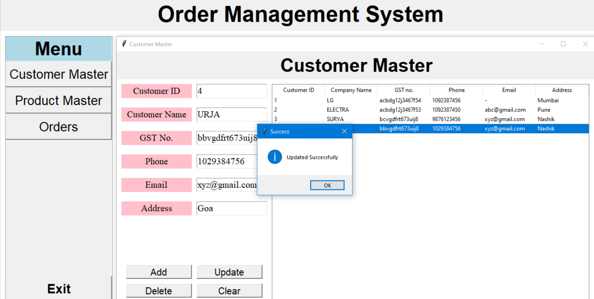 Order Management System
Menu
Customer Master
Product Master
Orders
Exit
Customer Master
Customer Master
Customer ID 4
Customer Name URJA
GST No. bbvgdfrt673uij8
Phone 1029384756
Email xyz@gmail.com
Address Goa
Add Update
Delete Clear
Customer ID Company Name GST no. Phone Email Address
1 LG acbdg12j3467f54 1092387456 - Mumbai
2 ELECTRA acbdg12j3467f53 1092387450 abc@gmail.com Pune
3 SURYA bcvgdfrt673uij8 9876123456 xyz@gmail.com Nashik
bbvgdfrt673uij8 1029384756 xyz@gmail.com Nashik
Success
Updated Successfully
OK